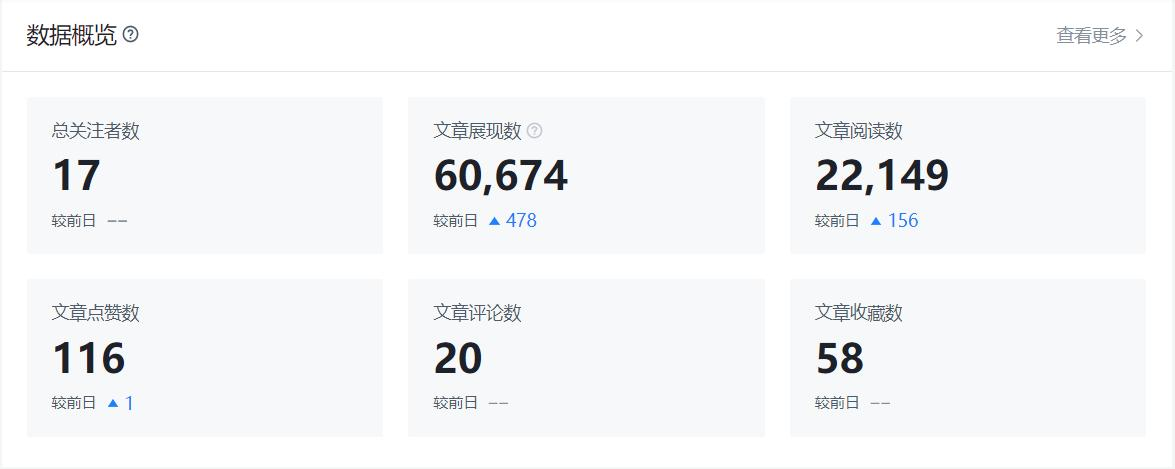 数据概览
查看更多
总关注者数
17
较前日 --
文章展现数
60,674
较前日 ▲ 478
文章阅读数
22,149
较前日 ▲ 156
文章点赞数
116
较前日 ▲ 1
文章评论数
20
较前日 --
文章收藏数
58
较前日 --